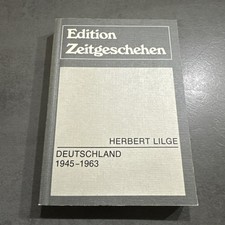 Edition
Zeitgeschehen
HERBERT LILGE
DEUTSCHLAND
1945-1963